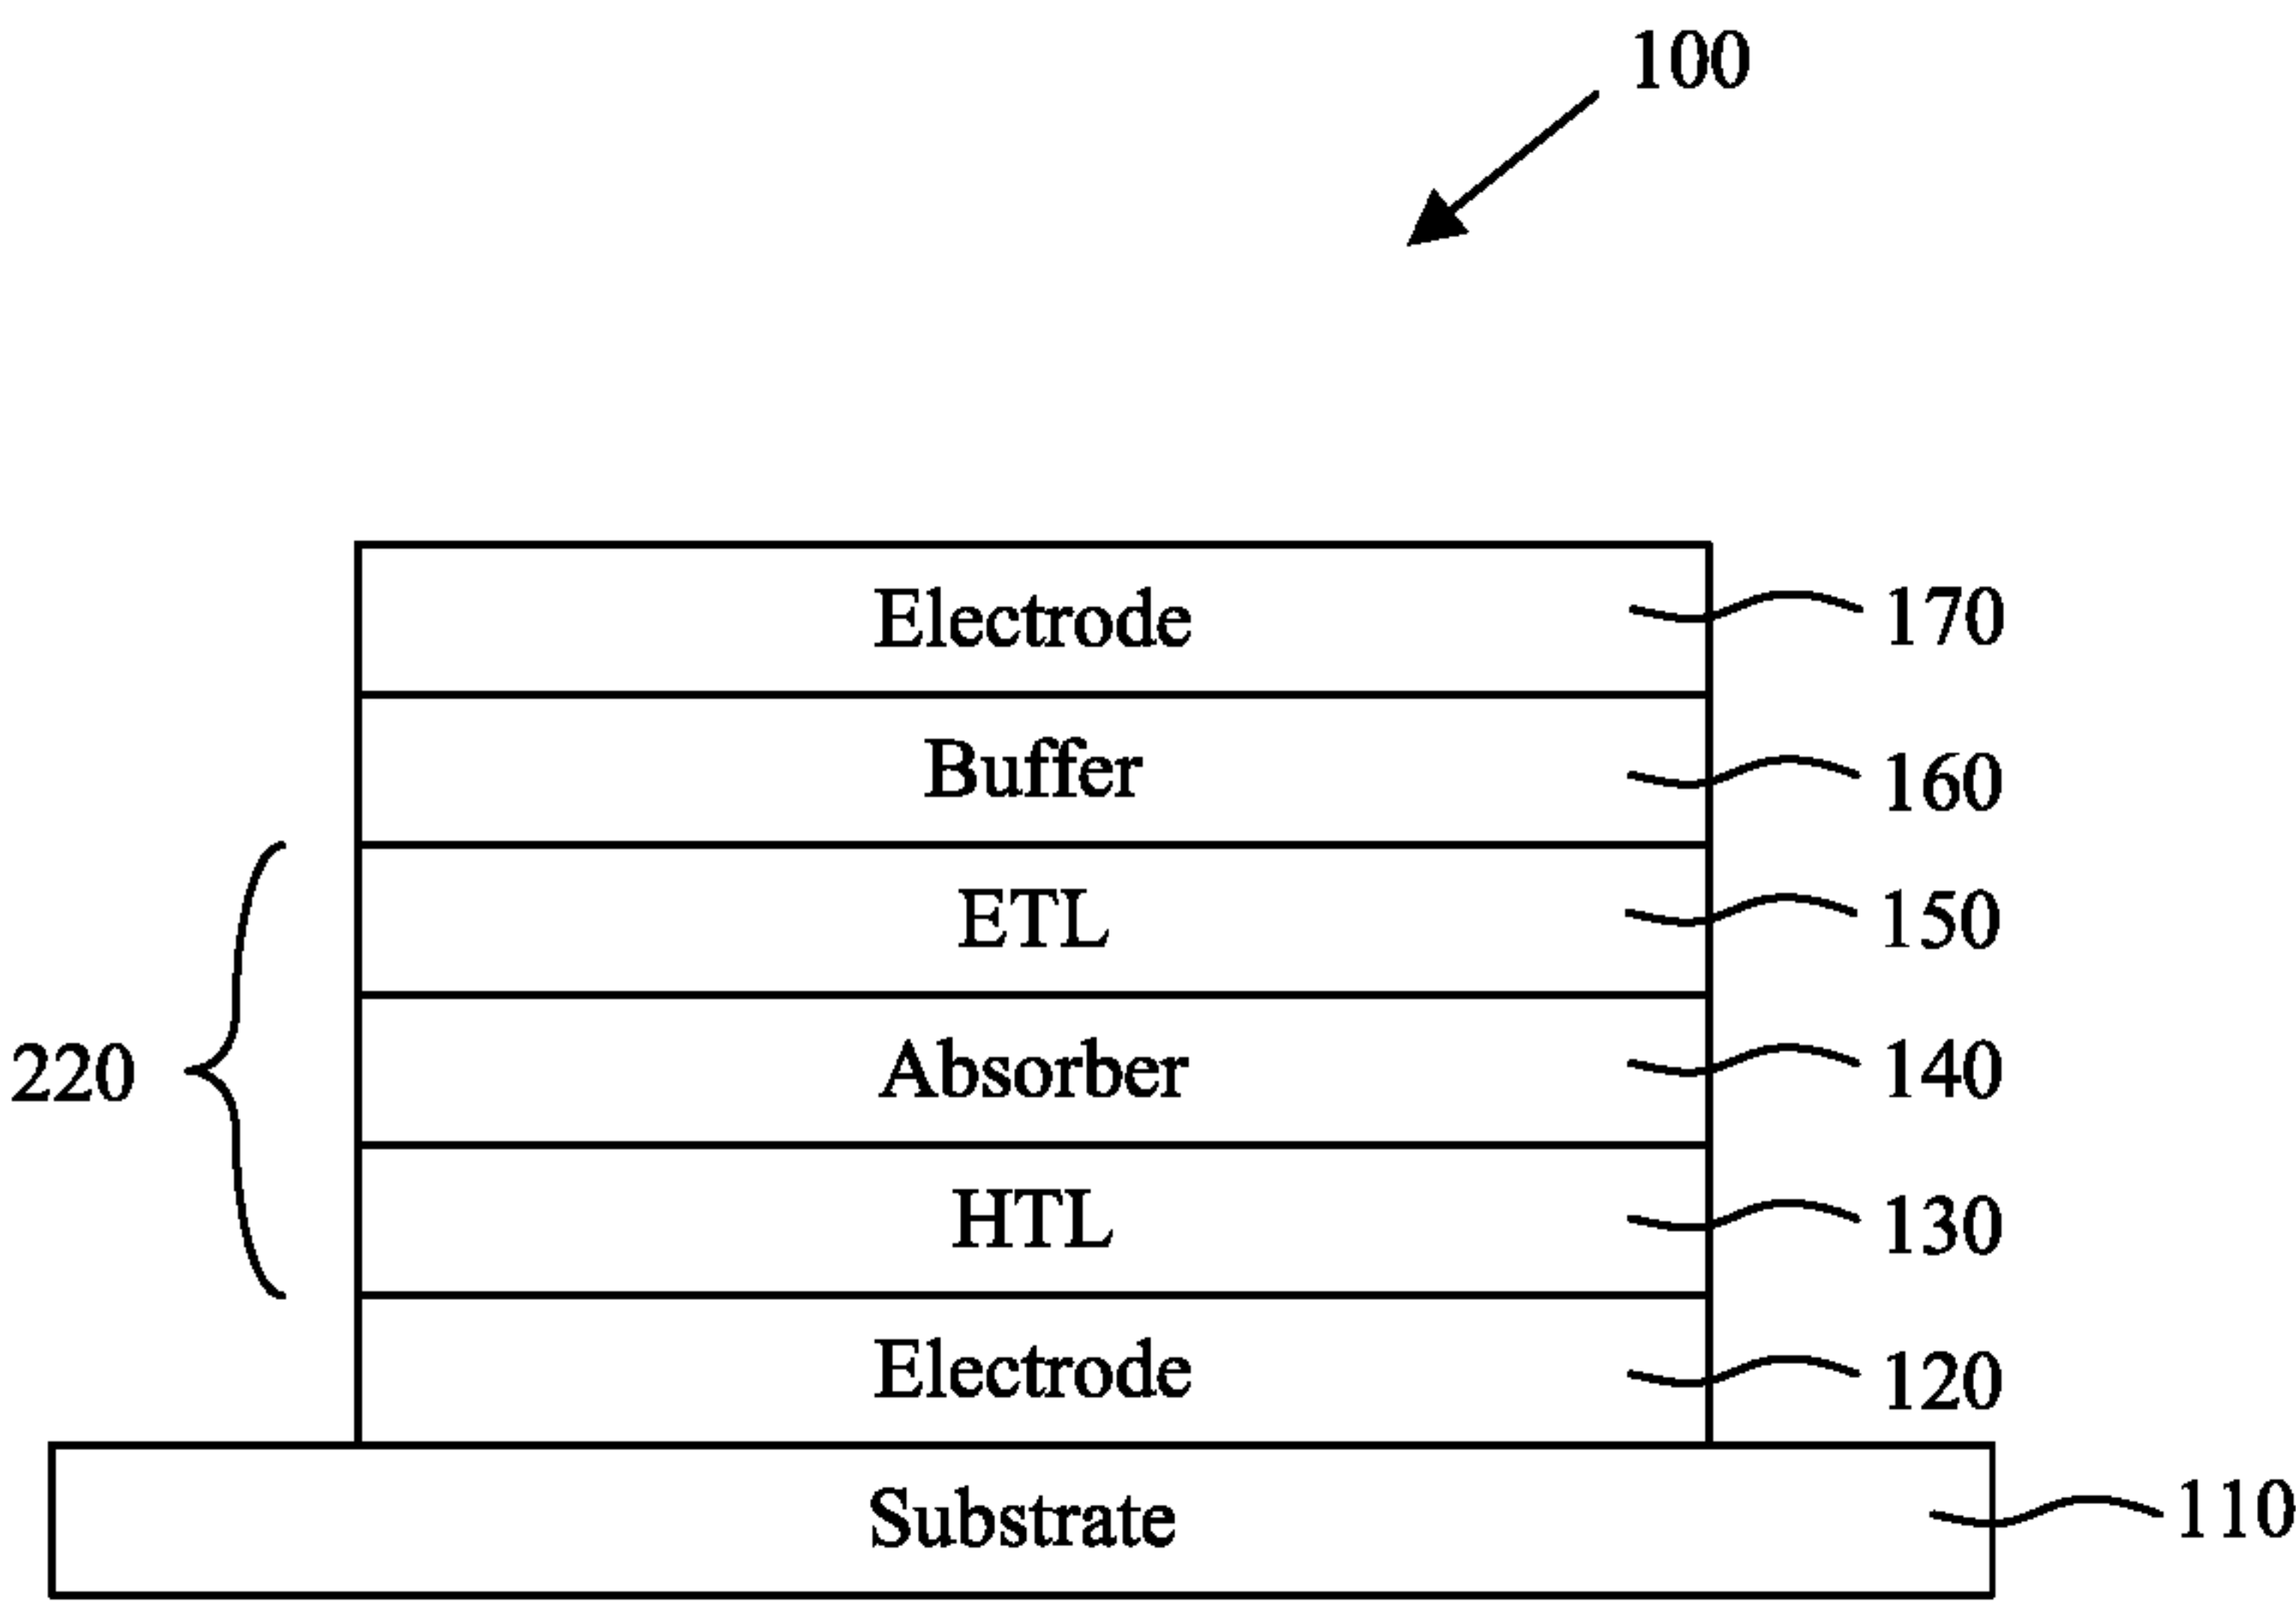 100
Electrode 170
Buffer 160
ETL 150
220 Absorber 140
HTL 130
Electrode 120
Substrate 110